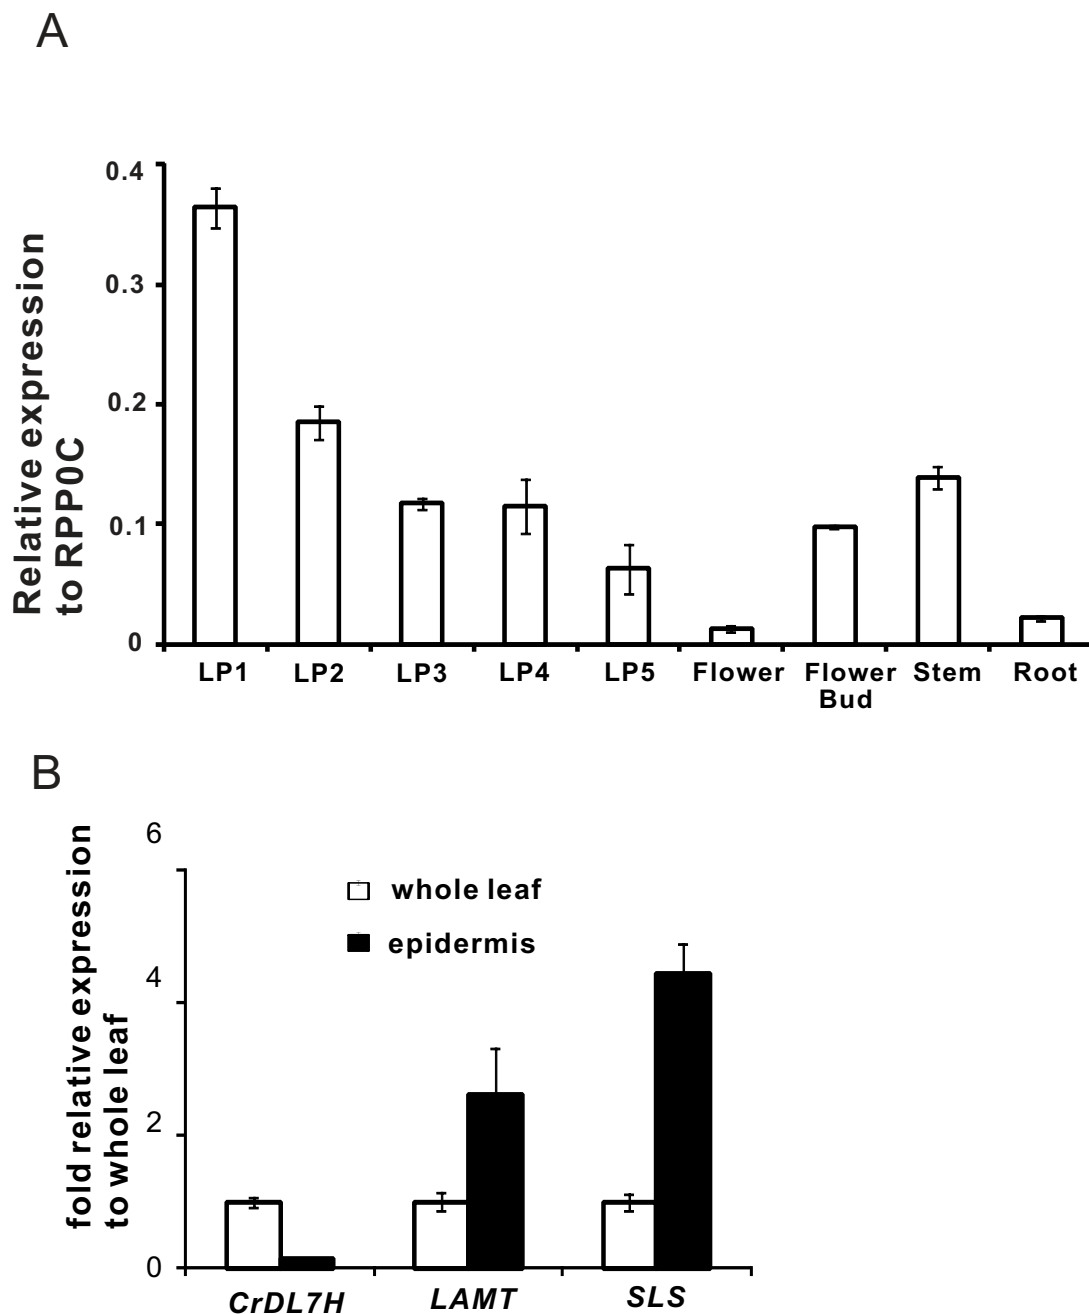 A
Relative expression
to RPP0C
0.4
0.3
0.2
0.1
0
LP1 LP2 LP3 LP4 LP5 Flower Flower Stem Root
Bud
B
fold relative expression
to whole leaf
6
4
2
0
whole leaf
epidermis
CrDL7H LAMT SLS